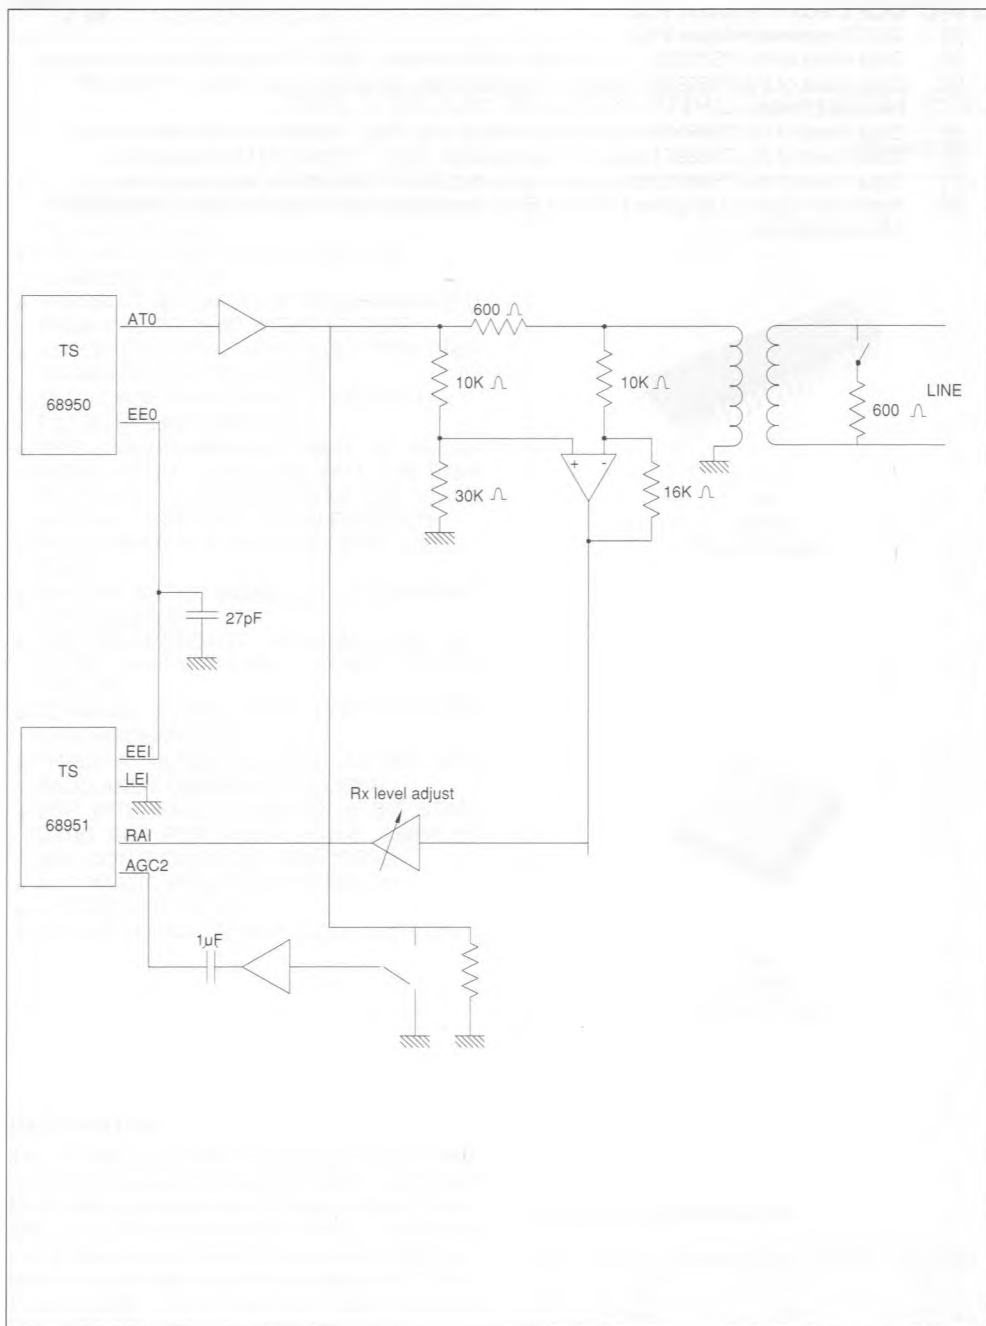 600 Ω
AT0
TS
68950
EE0
10K Ω
10K Ω
LINE
600 Ω
+ -
30K Ω
16K Ω
27pF
EEI
TS
LEI
68951
RAI
AGC2
Rx level adjust
1µF